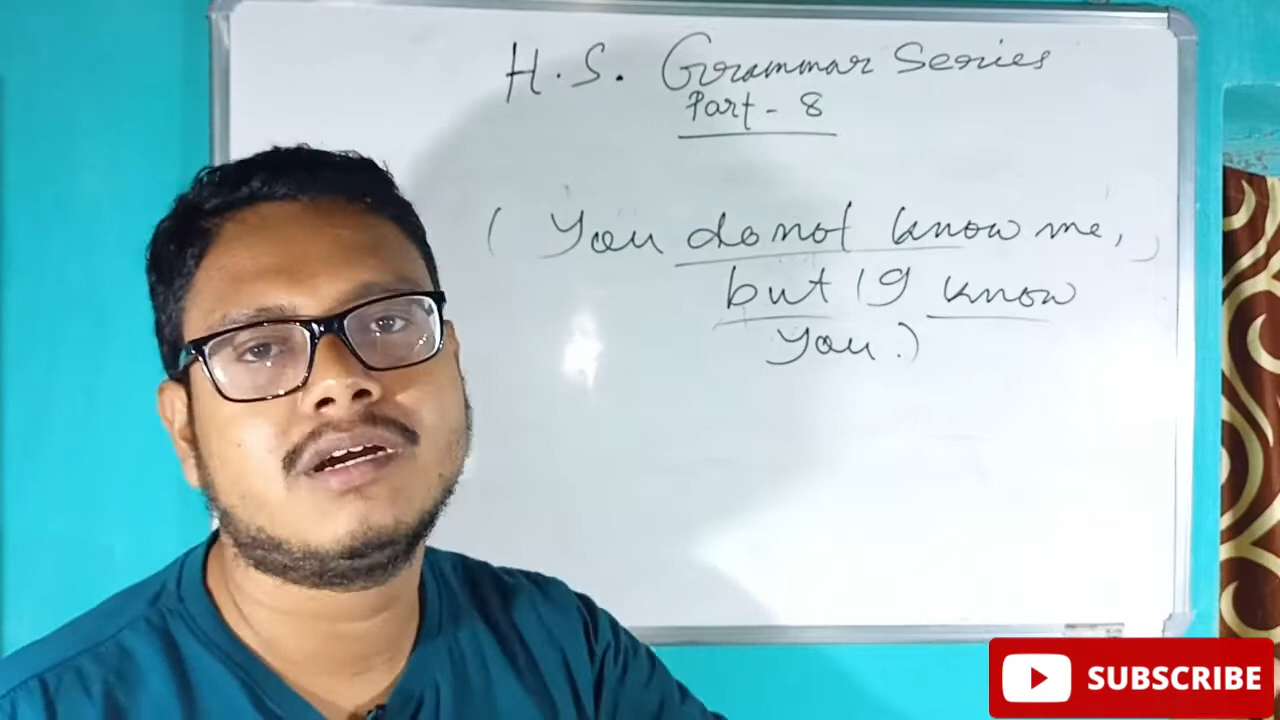 H.S. Grammar Series
Part - 8
( You do not know me, )
but I know
you.)
SUBSCRIBE